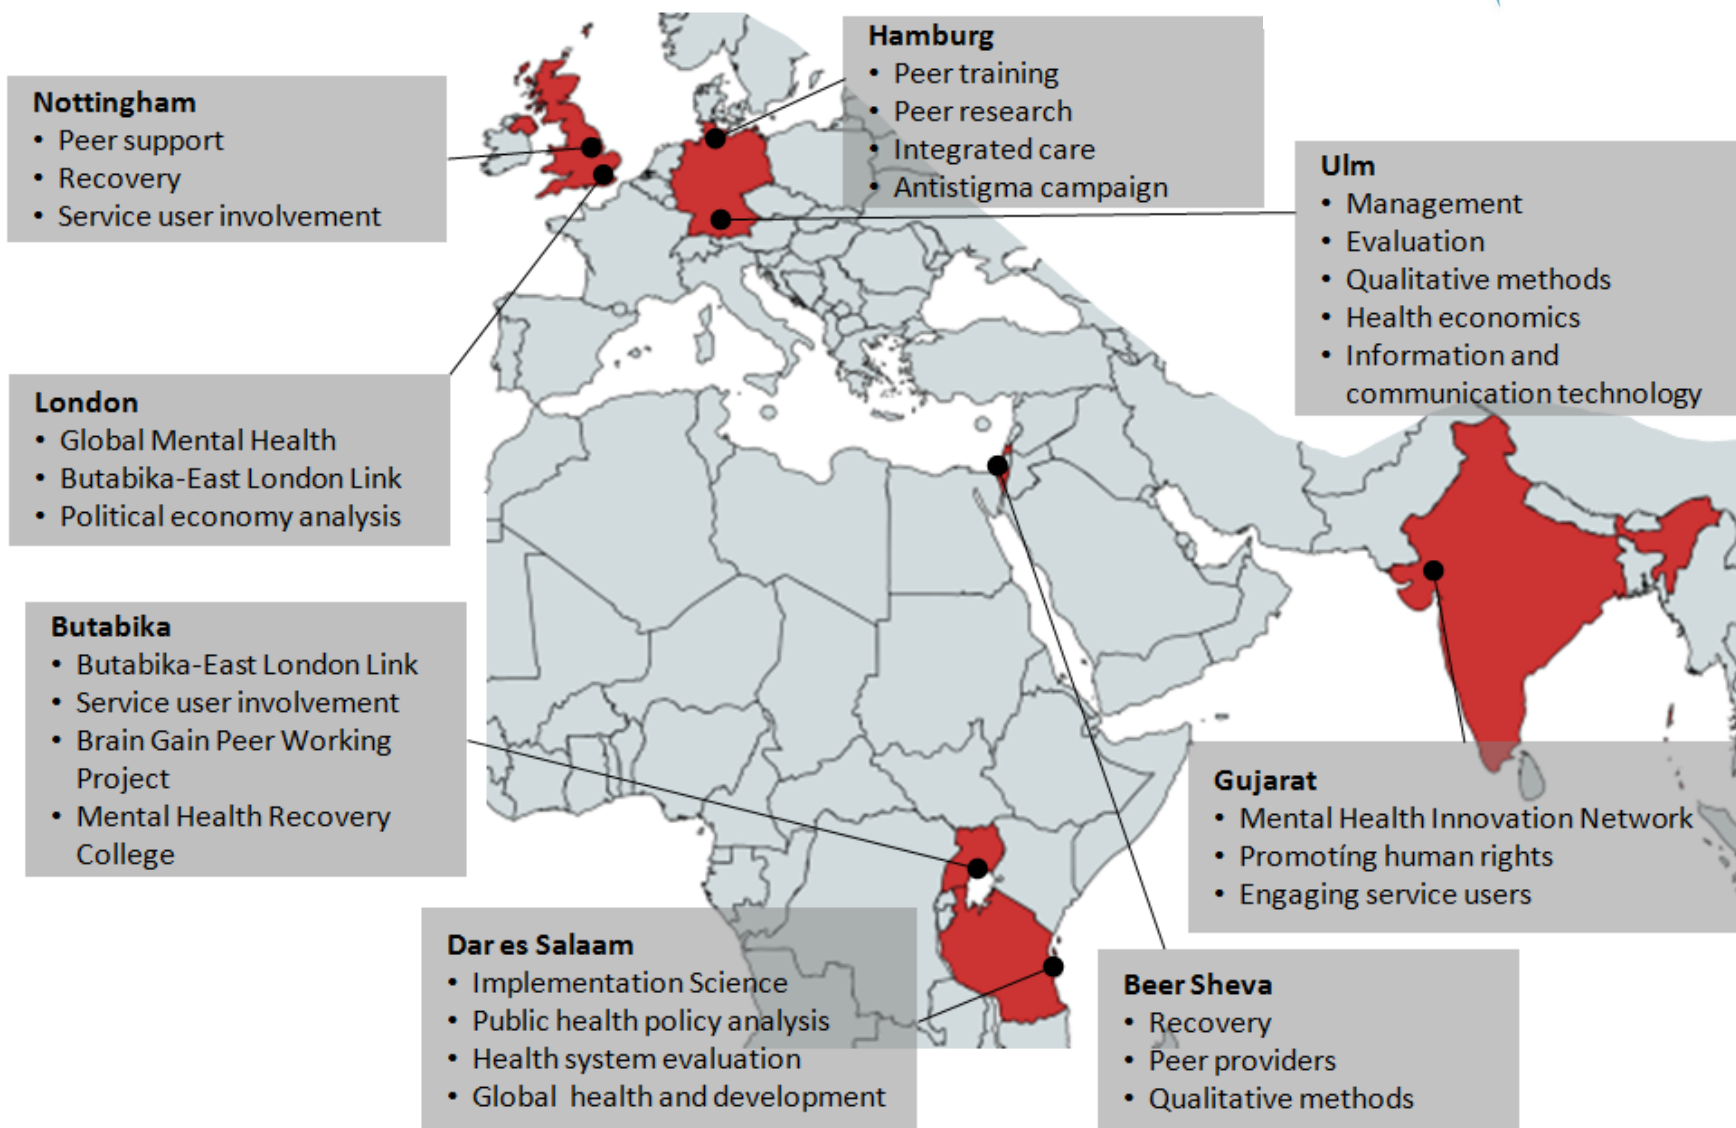 Hamburg
• Peer training
• Peer research
• Integrated care
• Antistigma campaign
Nottingham
• Peer support
• Recovery
• Service user involvement
Ulm
• Management
• Evaluation
• Qualitative methods
• Health economics
• Information and
communication technology
London
• Global Mental Health
• Butabika-East London Link
• Political economy analysis
Butabika
• Butabika-East London Link
• Service user involvement
• Brain Gain Peer Working
Project
• Mental Health Recovery
College
Gujarat
• Mental Health Innovation Network
• Promotíng human rights
• Engaging service users
Dar es Salaam
• Implementation Science
• Public health policy analysis
• Health system evaluation
• Global health and development
Beer Sheva
• Recovery
• Peer providers
• Qualitative methods